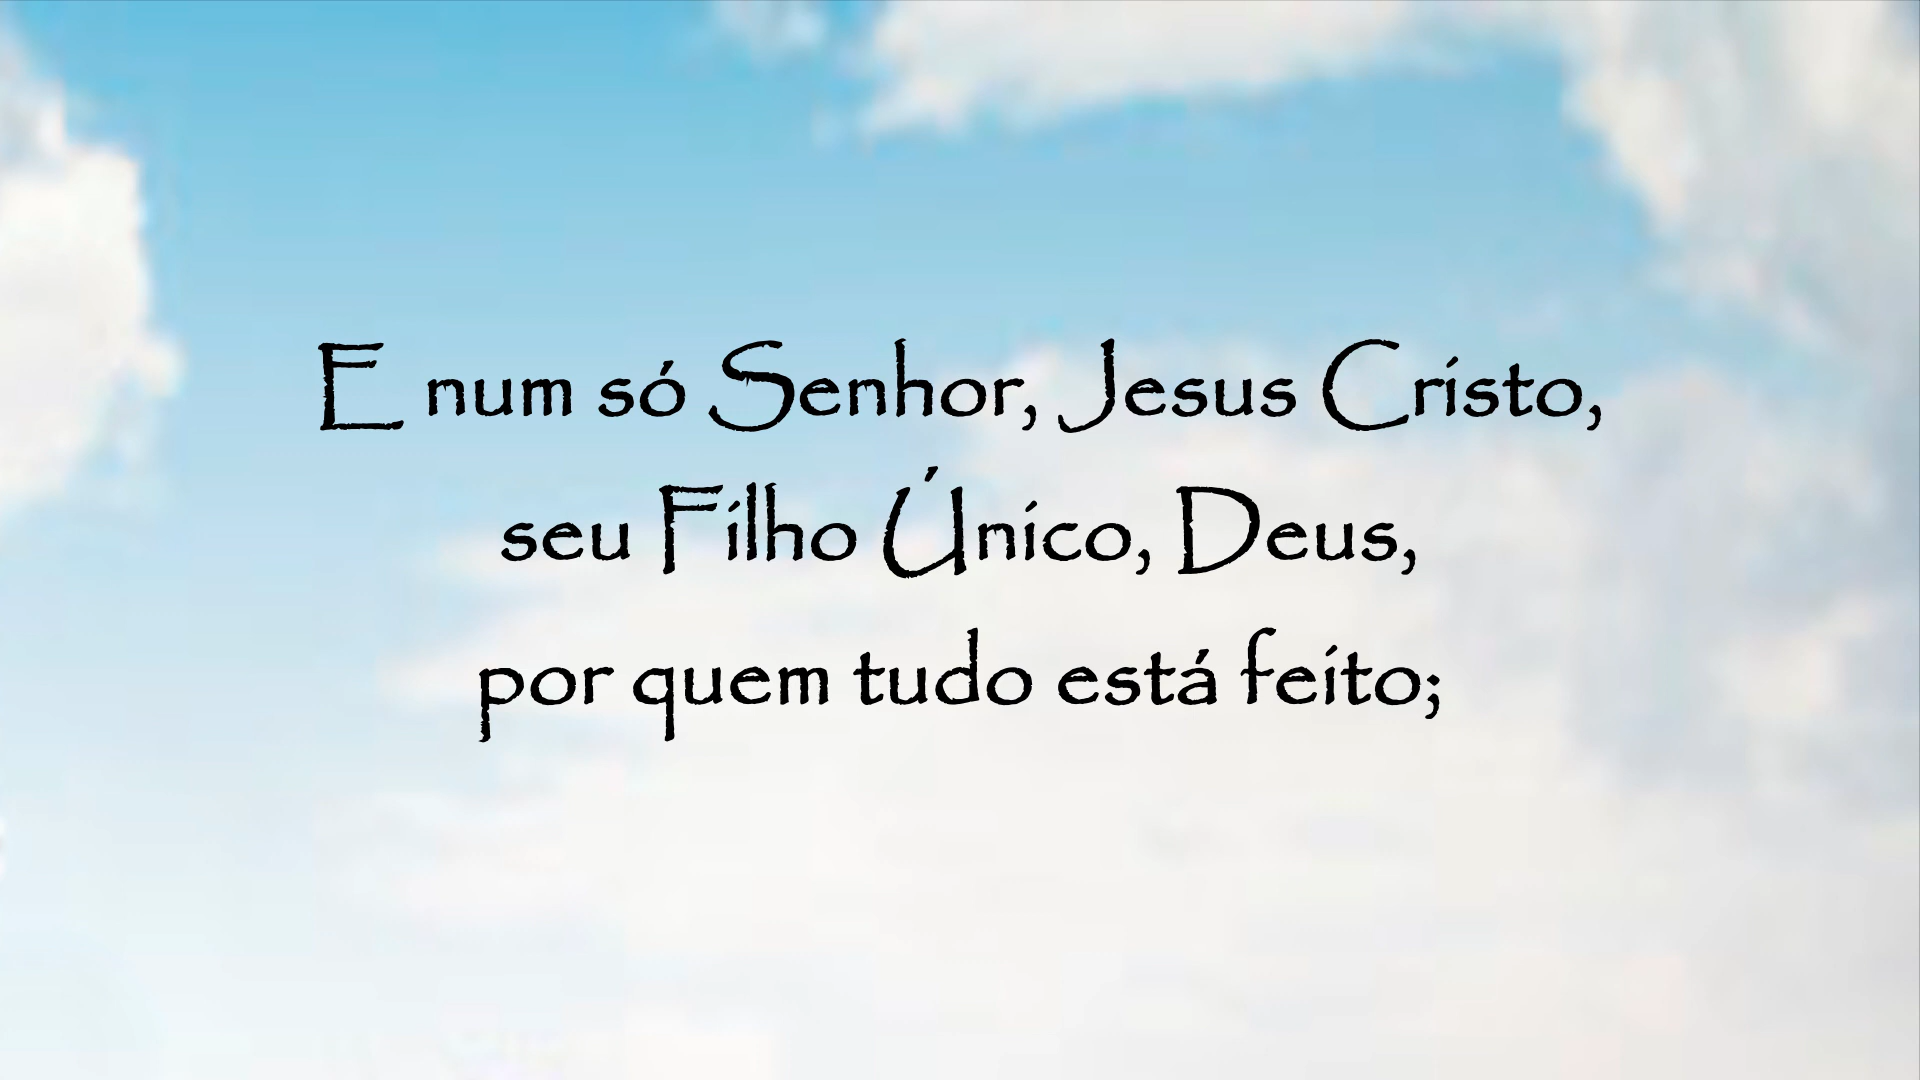 E num só Senhor, Jesus Cristo,
seu Filho Único, Deus,
por quem tudo está feito;